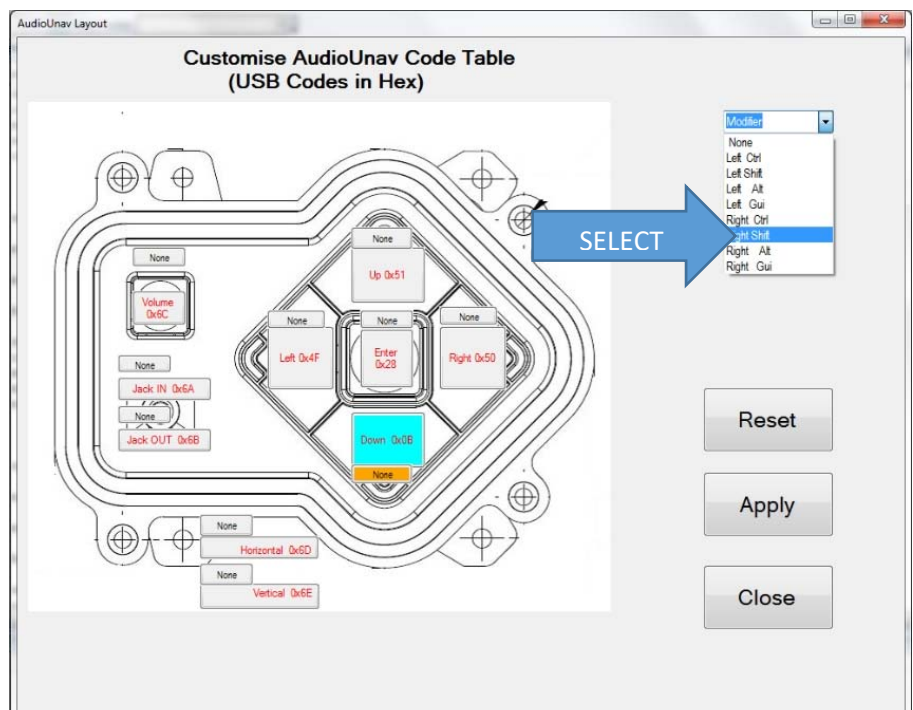 AudioUnav Layout
Customise AudioUnav Code Table
(USB Codes in Hex)
Modifier
None
Left Ctrl
Left Shift
Left Alt
Left Gui
Right Ctrl
Right Shift
Right Alt
Right Gui
SELECT
None
Up 0x51
None
Volume
0x6C
None
Left 0x4F
None
Enter
0x28
None
Right 0x50
None
Jack IN 0x6A
None
Jack OUT 0x6B
Down 0x0B
None
None
Horizontal 0x6D
None
Vertical 0x6E
Reset
Apply
Close